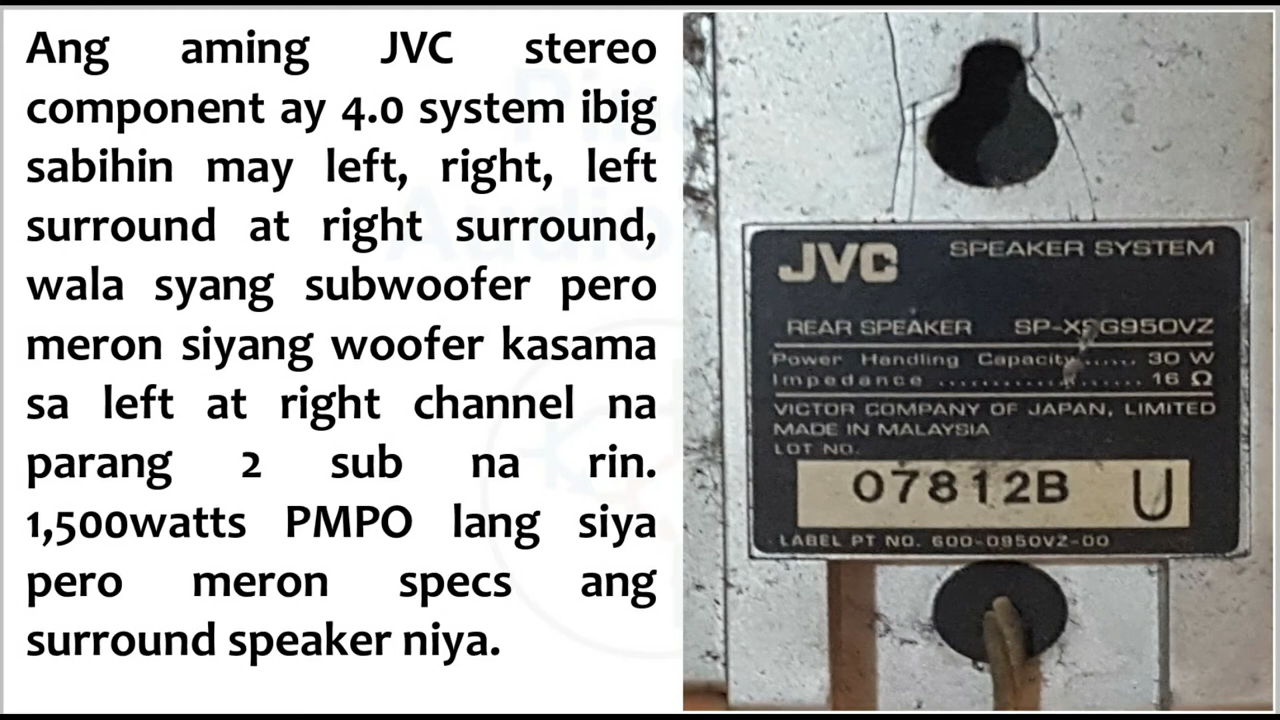 Ang aming JVC stereo
component ay 4.0 system ibig
sabihin may left, right, left
surround at right surround,
wala syang subwoofer pero
meron siyang woofer kasama
sa left at right channel na
parang 2 sub na rin.
1,500watts PMPO lang siya
pero meron specs ang
surround speaker niya.
JVC SPEAKER SYSTEM
REAR SPEAKER SP-XSG950VZ
Power Handling Capacity...... 30 W
Impedance ...................... 16 Ω
VICTOR COMPANY OF JAPAN, LIMITED
MADE IN MALAYSIA
LOT NO.
07812B U
LABEL PT NO. 600-0950VZ-00